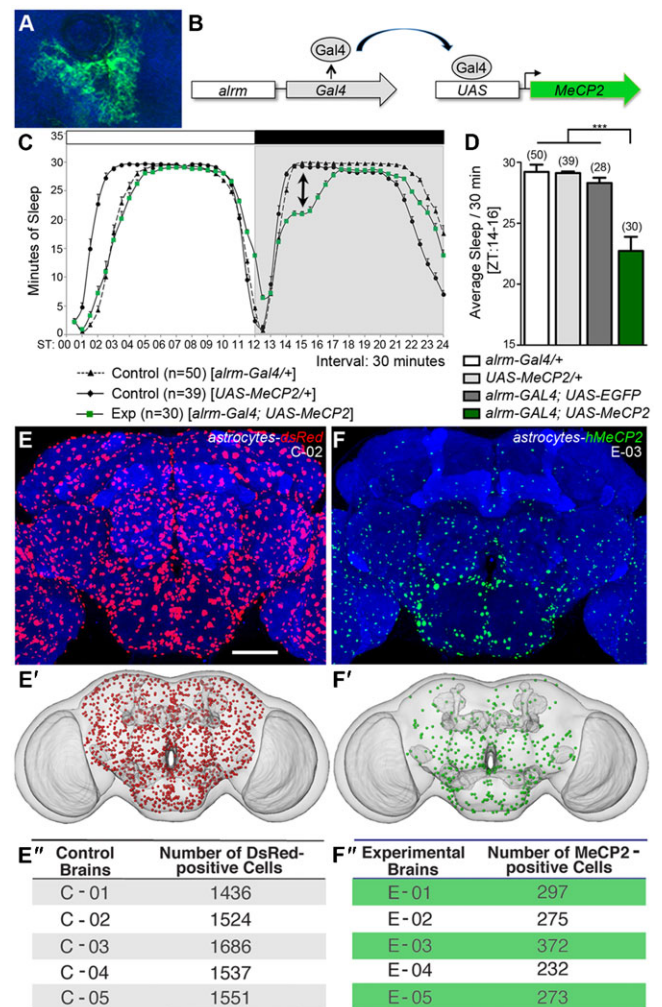 A
B
Gal4
Gal4
alrm
Gal4
UAS
MeCP2
C
35
30
25
20
15
10
5
0
Minutes of Sleep
ST: 00 01 02 03 04 05 06 07 08 09 10 11 12 13 14 15 16 17 18 19 20 21 22 23 24
Interval: 30 minutes
Control (n=50) [alrm-Gal4/+]
Control (n=39) [UAS-MeCP2/+]
Exp (n=30) [alrm-Gal4; UAS-MeCP2]
D
***
(50)
(39)
(28)
(30)
30
25
20
15
Average Sleep / 30 min
[ZT:14-16]
alrm-Gal4/+
UAS-MeCP2/+
alrm-GAL4; UAS-EGFP
alrm-GAL4; UAS-MeCP2
E
astrocytes-dsRed
C-02
F
astrocytes-hMeCP2
E-03
E′
F′
E″
Control Brains
Number of DsRed-positive Cells
C - 01 1436
C - 02 1524
C - 03 1686
C - 04 1537
C - 05 1551
F″
Experimental Brains
Number of MeCP2 -positive Cells
E - 01 297
E - 02 275
E - 03 372
E - 04 232
E - 05 273